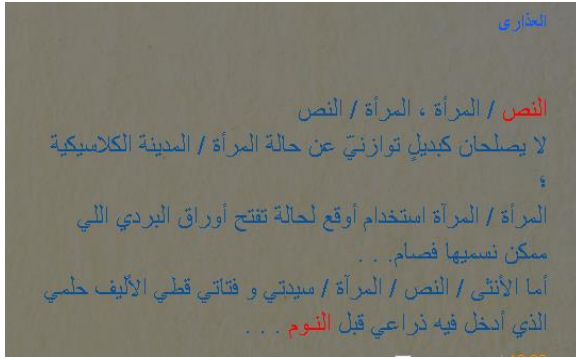 العذارى
النص / المرأة ، المرأة / النص
لا يصلحان كبديلٍ توازنيّ عن حالة المرأة / المدينة الكلاسيكية
؛
المرأة / المرآة استخدام أوقع لحالة تفتح أوراق البردي اللي
ممكن نسميها فصام. . .
أما الأنثى / النص / المرآة / سيدتي و فتاتي قطي الأليف حلمي
الذي أدخل فيه ذراعي قبل النـوم . . .